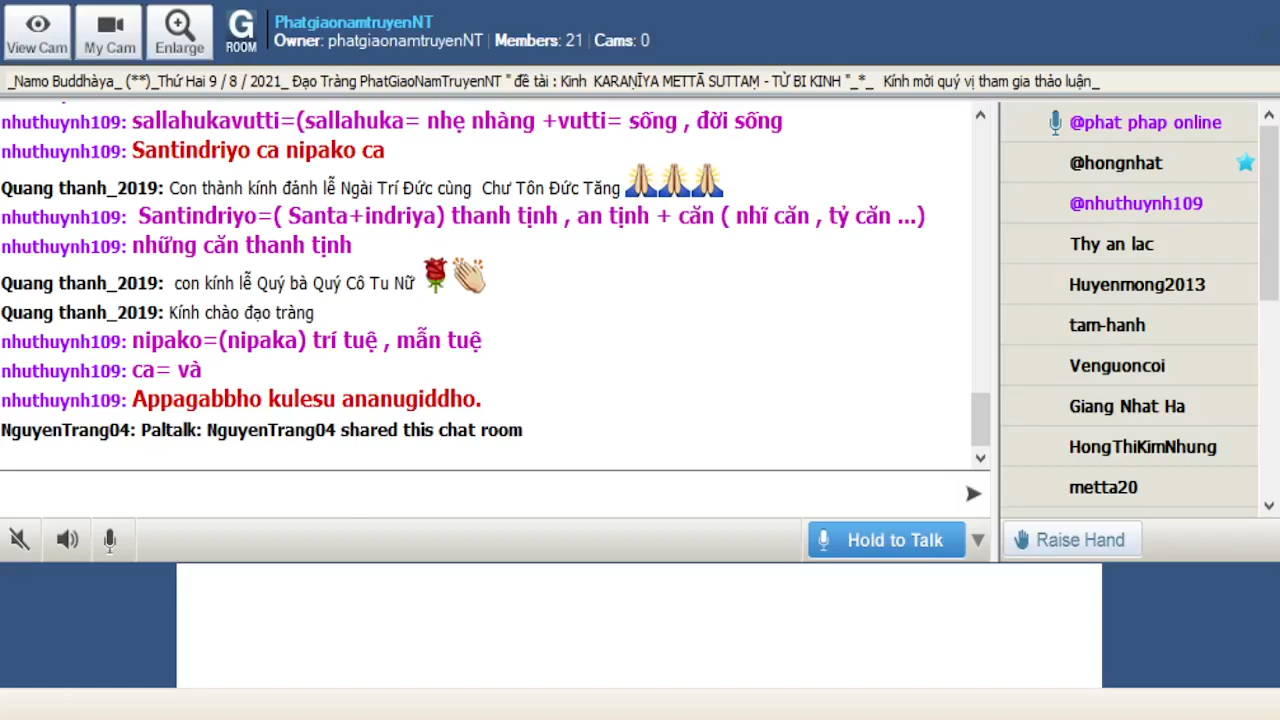 View Cam
My Cam
Enlarge
G
ROOM
PhatgiaonamtruyenNT
Owner: phatgiaonamtruyenNT | Members: 21 | Cams: 0
_Namo Buddhàya_ (**)_Thứ Hai 9 / 8 / 2021_ Đạo Tràng PhatGiaoNamTruyenNT " đề tài : Kinh KARAṆĪYA METTĀ SUTTAṂ - TỪ BI KINH "_*_ Kính mời quý vị tham gia thảo luận_
nhuthuynh109: sallahukavutti=(sallahuka= nhẹ nhàng +vutti= sống , đời sống
nhuthuynh109: Santindriyo ca nipako ca
Quang thanh_2019: Con thành kính đảnh lễ Ngài Trí Đức cùng Chư Tôn Đức Tăng
nhuthuynh109: Santindriyo=( Santa+indriya) thanh tịnh , an tịnh + căn ( nhĩ căn , tỷ căn ...)
nhuthuynh109: những căn thanh tịnh
Quang thanh_2019: con kính lễ Quý bà Quý Cô Tu Nữ
Quang thanh_2019: Kính chào đạo tràng
nhuthuynh109: nipako=(nipaka) trí tuệ , mẫn tuệ
nhuthuynh109: ca= và
nhuthuynh109: Appagabbho kulesu ananugiddho.
NguyenTrang04: Paltalk: NguyenTrang04 shared this chat room
@phat phap online
@hongnhat
@nhuthuynh109
Thy an lac
Huyenmong2013
tam-hanh
Venguoncoi
Giang Nhat Ha
HongThiKimNhung
metta20
Hold to Talk
Raise Hand